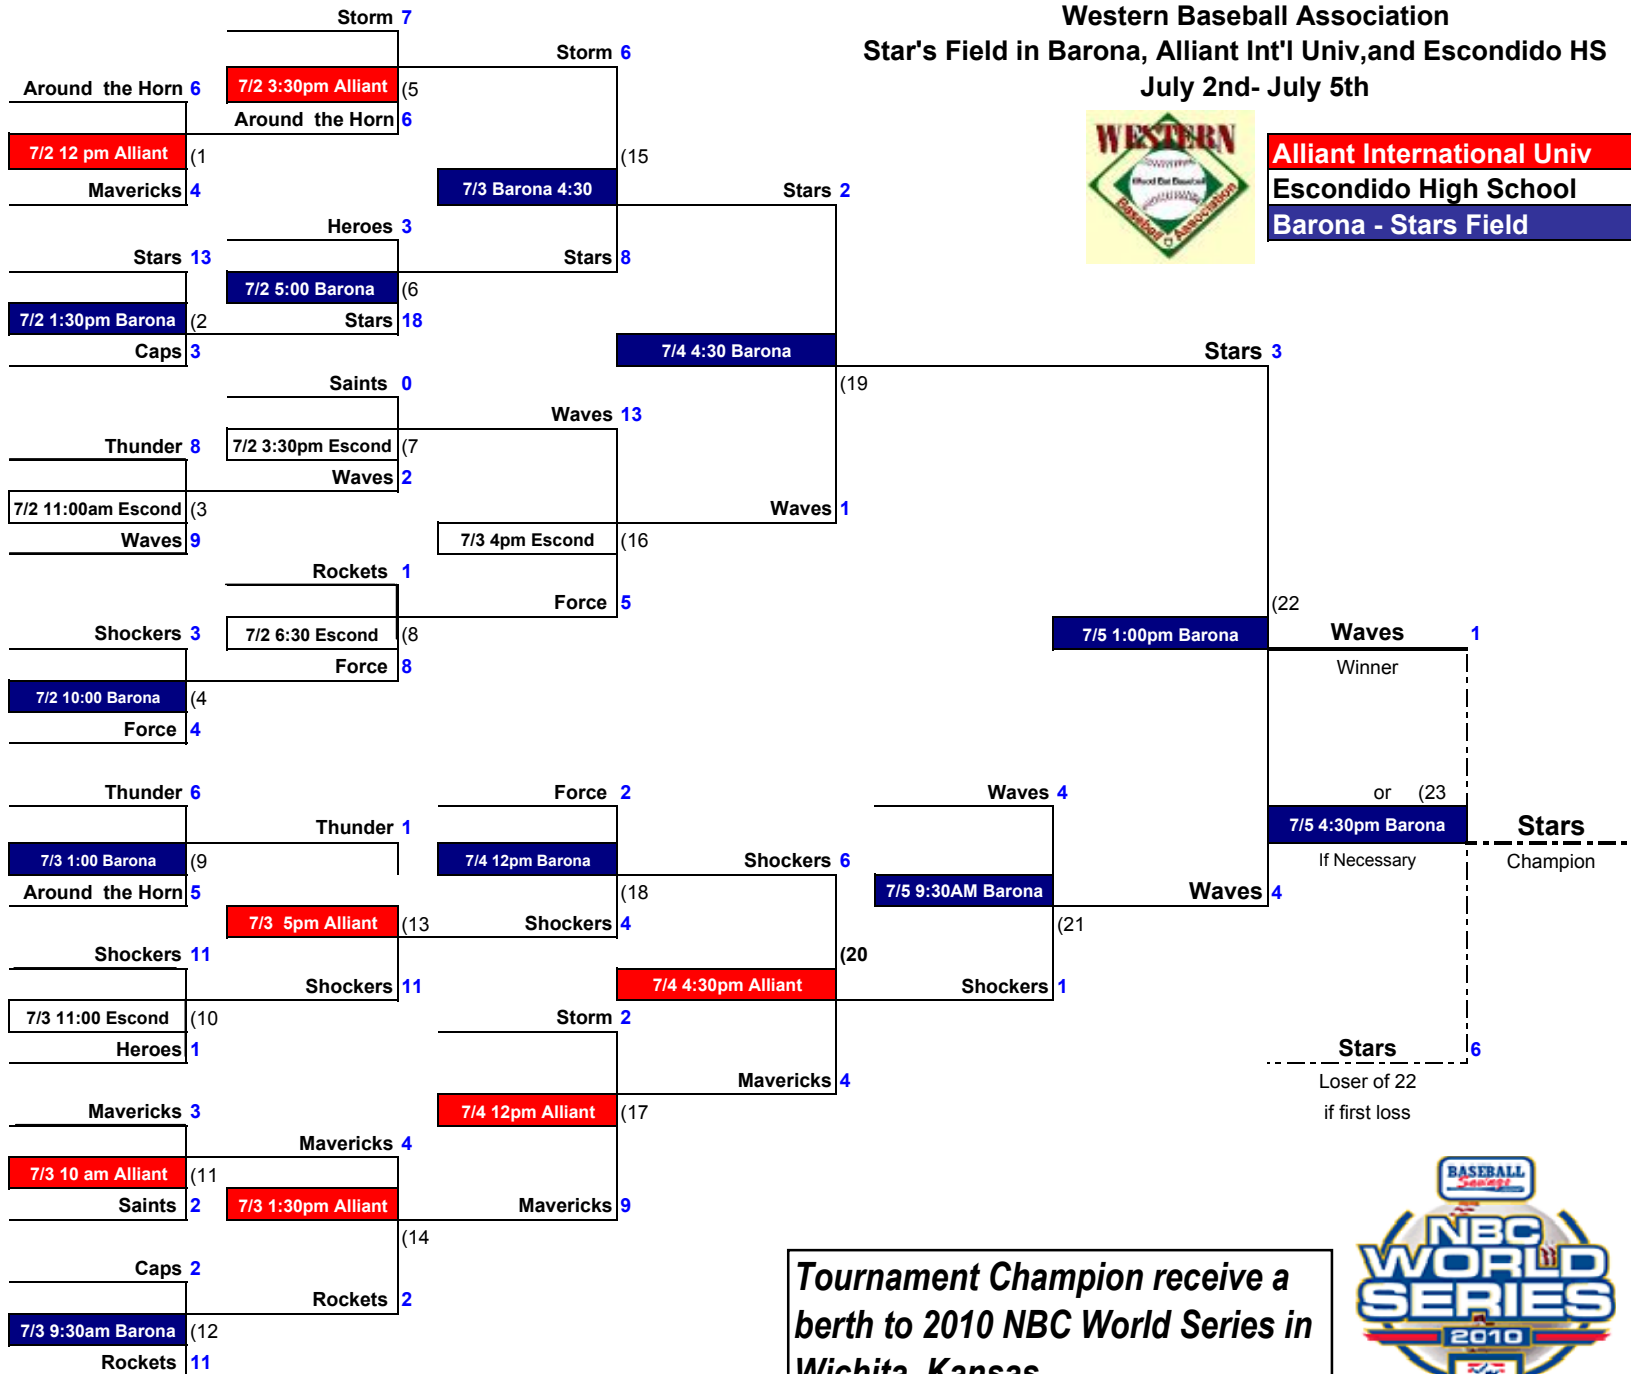 Western Baseball Association
Star's Field in Barona, Alliant Int'l Univ,and Escondido HS
July 2nd- July 5th
WESTERN
Wood Bat Baseball
Baseball Association
Alliant International Univ
Escondido High School
Barona - Stars Field
Storm 7
Storm 6
Around the Horn 6
7/2 3:30pm Alliant (5
Around the Horn 6
7/2 12 pm Alliant (1
(15
Mavericks 4
7/3 Barona 4:30
Stars 2
Heroes 3
Stars 13
Stars 8
7/2 5:00 Barona (6
7/2 1:30pm Barona (2
Stars 18
Caps 3
7/4 4:30 Barona
Stars 3
Saints 0
(19
Waves 13
Thunder 8
7/2 3:30pm Escond (7
Waves 2
7/2 11:00am Escond (3
Waves 1
Waves 9
7/3 4pm Escond (16
Rockets 1
Force 5
(22
Shockers 3
7/2 6:30 Escond (8
7/5 1:00pm Barona
Waves 1
Force 8
Winner
7/2 10:00 Barona (4
Force 4
Thunder 6
Force 2
Waves 4
or (23
Thunder 1
7/5 4:30pm Barona
Stars
7/3 1:00 Barona (9
7/4 12pm Barona
Shockers 6
If Necessary
Champion
Around the Horn 5
(18
7/5 9:30AM Barona
Waves 4
7/3 5pm Alliant (13
Shockers 4
(21
Shockers 11
(20
Shockers 11
7/4 4:30pm Alliant
Shockers 1
7/3 11:00 Escond (10
Storm 2
Heroes 1
Stars 6
Mavericks 4
Loser of 22
Mavericks 3
7/4 12pm Alliant (17
if first loss
Mavericks 4
7/3 10 am Alliant (11
Saints 2
7/3 1:30pm Alliant
Mavericks 9
(14
Caps 2
Rockets 2
7/3 9:30am Barona (12
Rockets 11
Tournament Champion receive a
berth to 2010 NBC World Series in
Wichita, Kansas
BASEBALL
Savings
NBC
WORLD
SERIES
2010